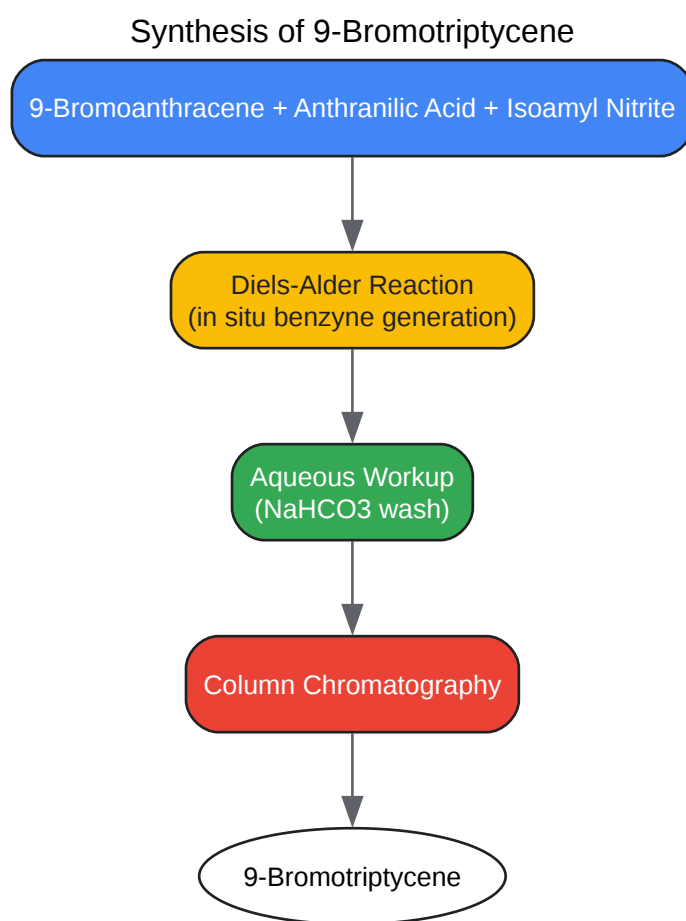 Synthesis of 9-Bromotriptycene
9-Bromoanthracene + Anthranilic Acid + Isoamyl Nitrite
Diels-Alder Reaction
(in situ benzyne generation)
Aqueous Workup
(NaHCO3 wash)
Column Chromatography
9-Bromotriptycene